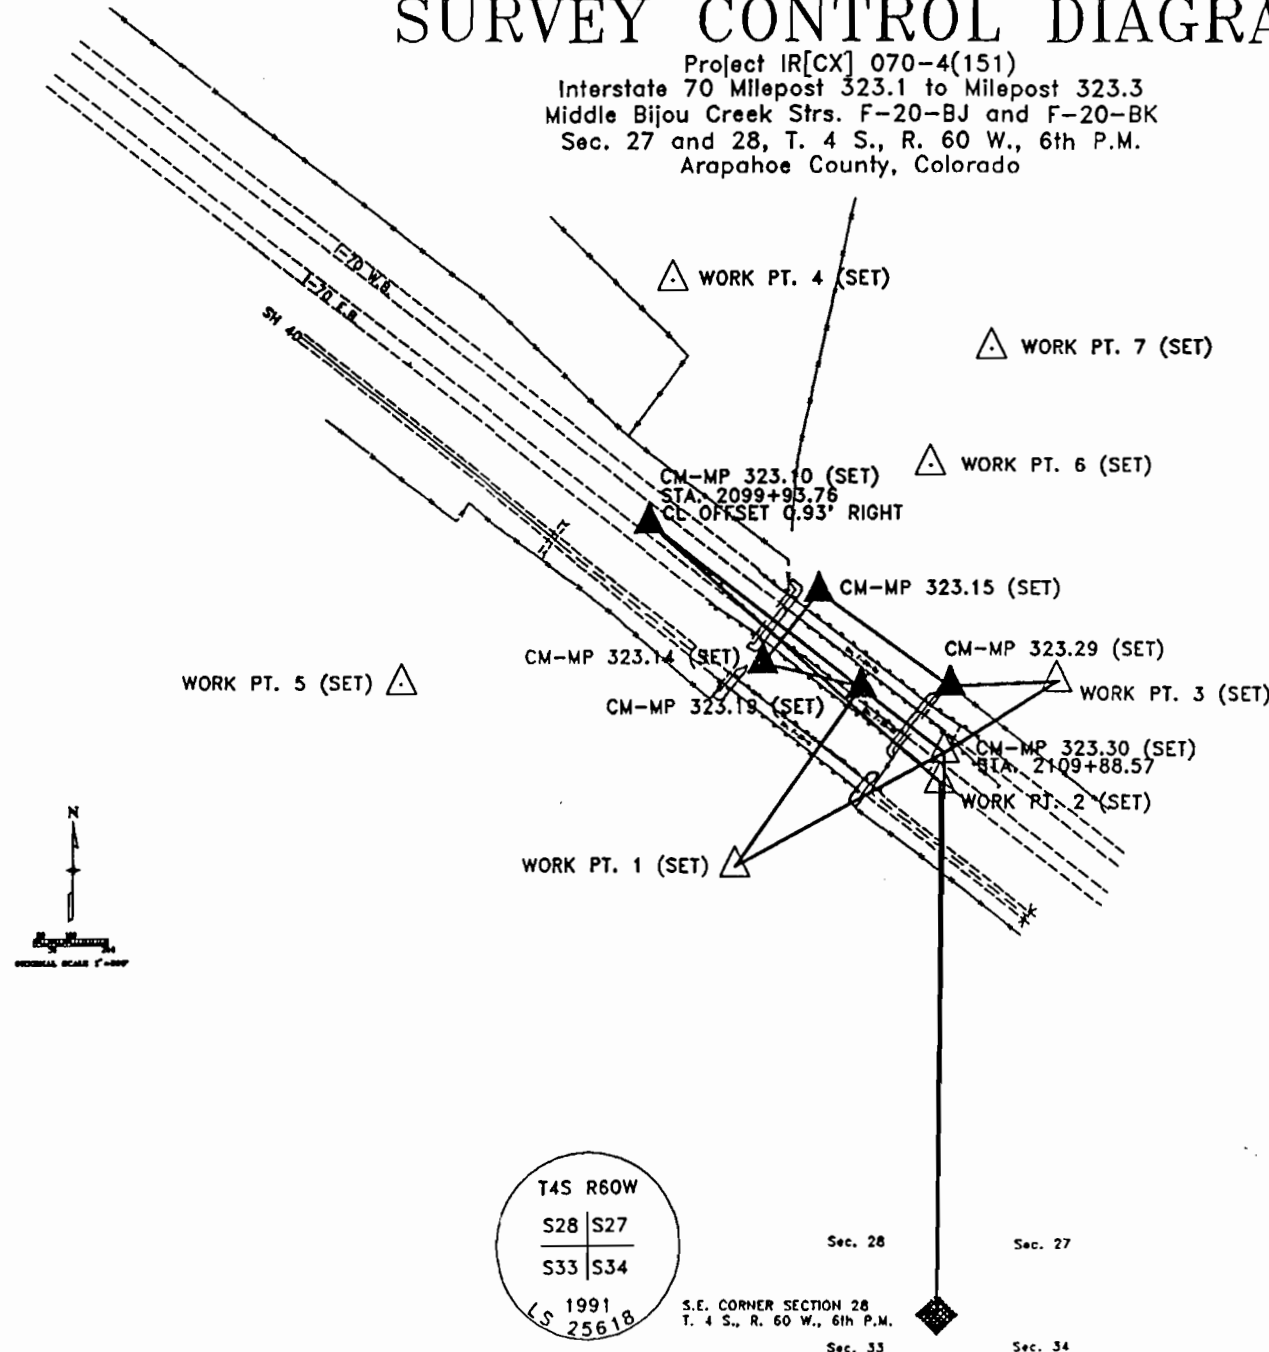 SURVEY CONTROL DIAGRA
Project IR[CX] 070-4(151)
Interstate 70 Milepost 323.1 to Milepost 323.3
Middle Bijou Creek Strs. F-20-BJ and F-20-BK
Sec. 27 and 28, T. 4 S., R. 60 W., 6th P.M.
Arapahoe County, Colorado
I-70 W.B.
I-70 E.B.
SH 40
WORK PT. 4 (SET)
WORK PT. 7 (SET)
WORK PT. 6 (SET)
CM-MP 323.10 (SET)
STA. 2099+93.76
CL OFFSET 0.93' RIGHT
CM-MP 323.15 (SET)
CM-MP 323.14 (SET)
CM-MP 323.29 (SET)
WORK PT. 5 (SET)
WORK PT. 3 (SET)
CM-MP 323.19 (SET)
CM-MP 323.30 (SET)
STA. 2109+88.57
WORK PT. 2 (SET)
WORK PT. 1 (SET)
N
ORIGINAL SCALE 1"=200'
T4S R60W
S28 S27
S33 S34
1991
LS 25618
Sec. 28
Sec. 27
S.E. CORNER SECTION 28
T. 4 S., R. 60 W., 6th P.M.
Sec. 33
Sec. 34